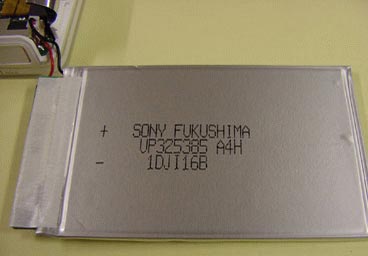 + SONY FUKUSHIMA
UP325385 A4H
- 1DJI16B